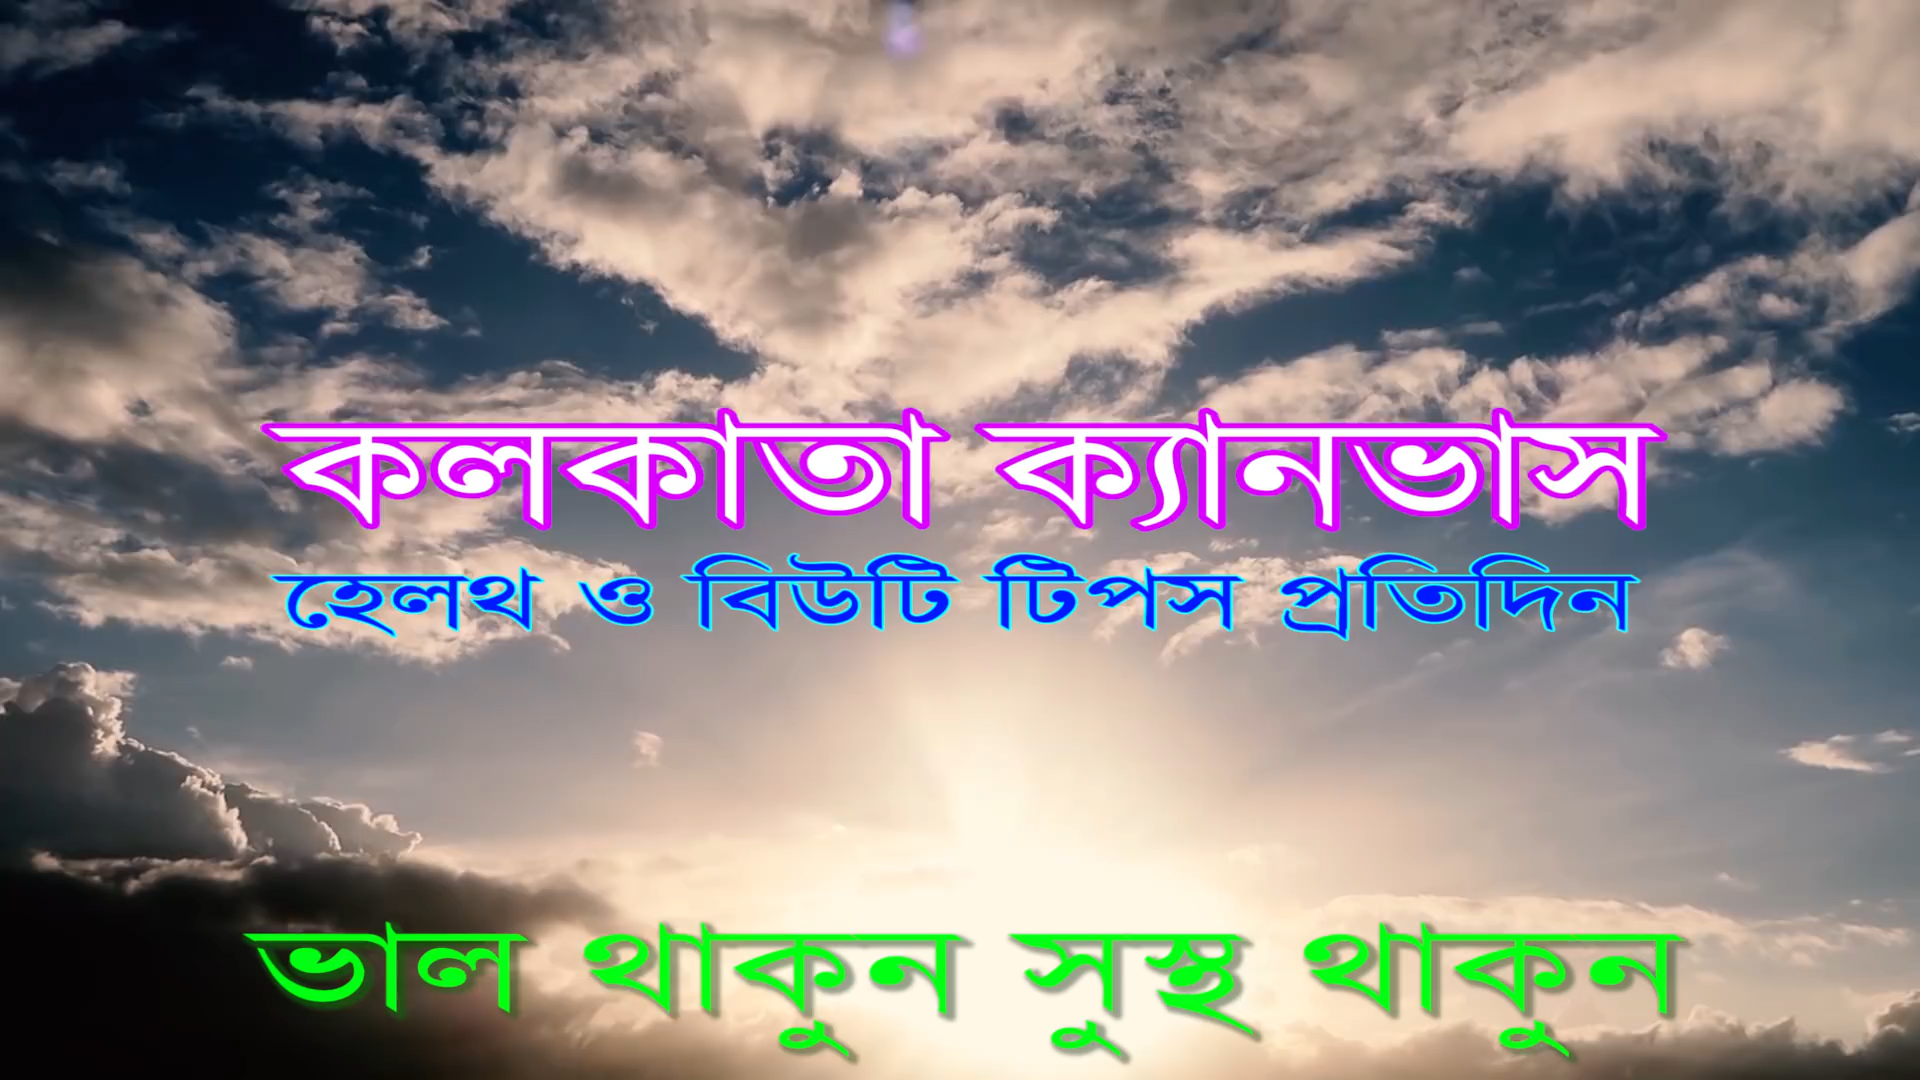 কলকাতা ক্যানভাস
হেলথ ও বিউটি টিপস প্রতিদিন
ভাল থাকুন সুস্থ থাকুন